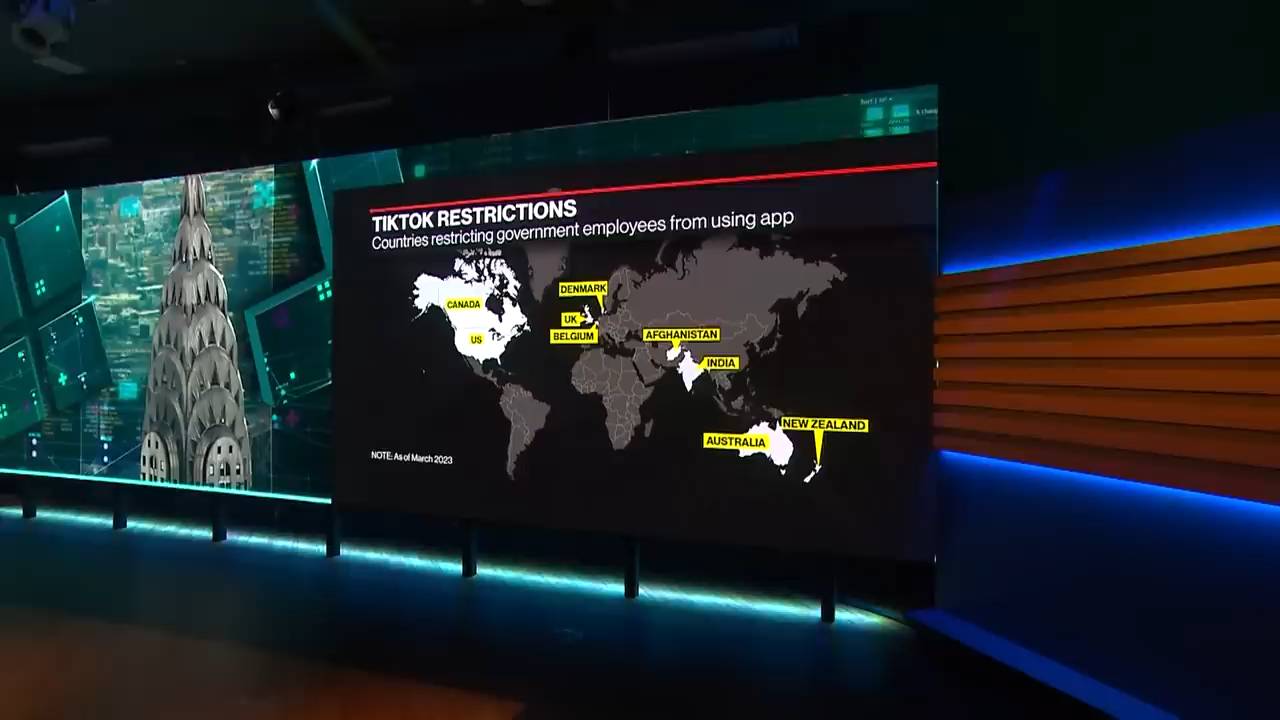 TIKTOK RESTRICTIONS
Countries restricting government employees from using app
DENMARK
CANADA
UK
US
BELGIUM
AFGHANISTAN
INDIA
NEW ZEALAND
AUSTRALIA
NOTE: As of March 2023